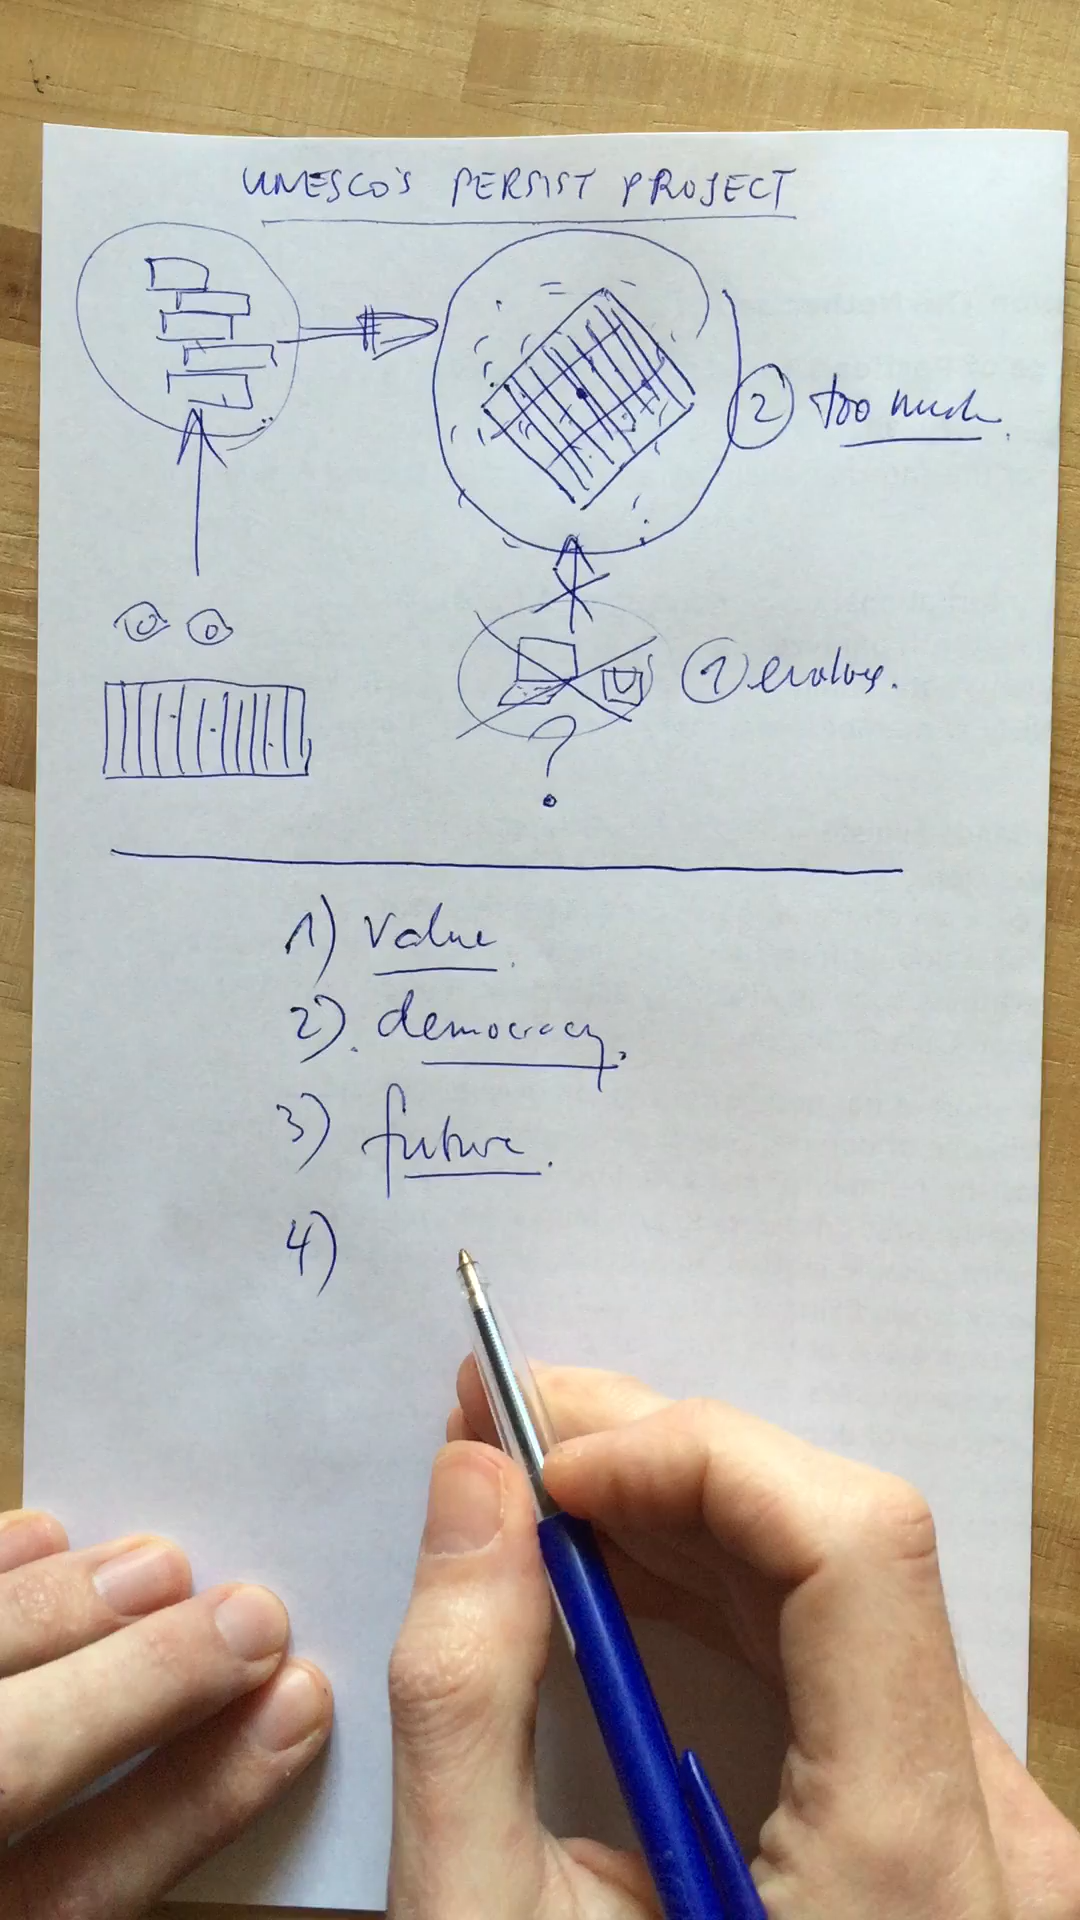 UNESCO'S PERSIST PROJECT
② too much.
① evolves.
?
1) value.
2). democracy.
3) future.
4)